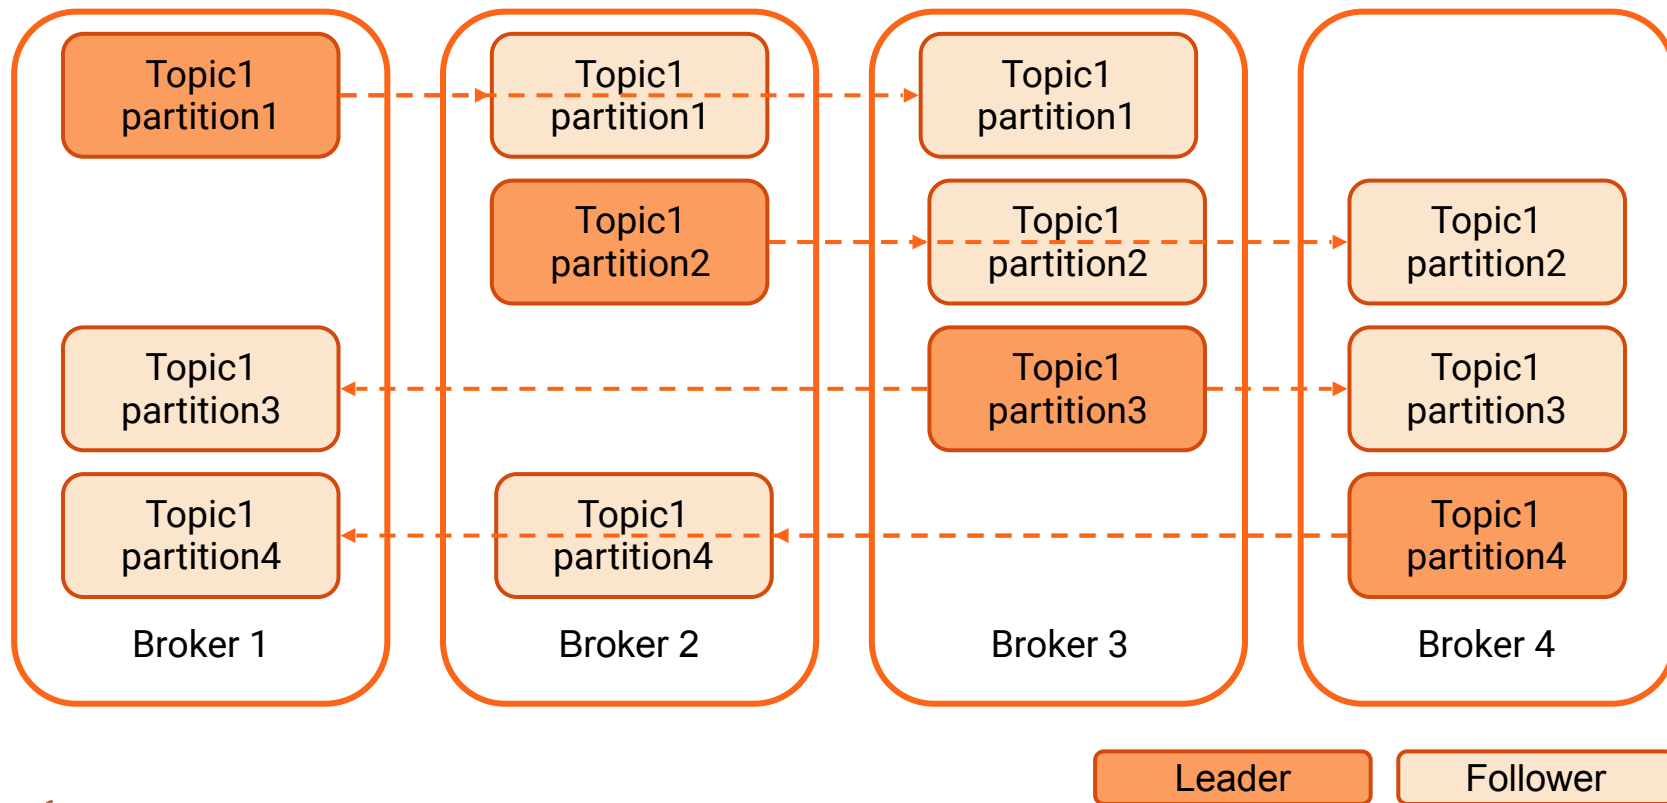 Topic1
partition1
Topic1
partition1
Topic1
partition1
Topic1
partition2
Topic1
partition2
Topic1
partition2
Topic1
partition3
Topic1
partition3
Topic1
partition3
Topic1
partition4
Topic1
partition4
Topic1
partition4
Broker 1
Broker 2
Broker 3
Broker 4
Leader
Follower